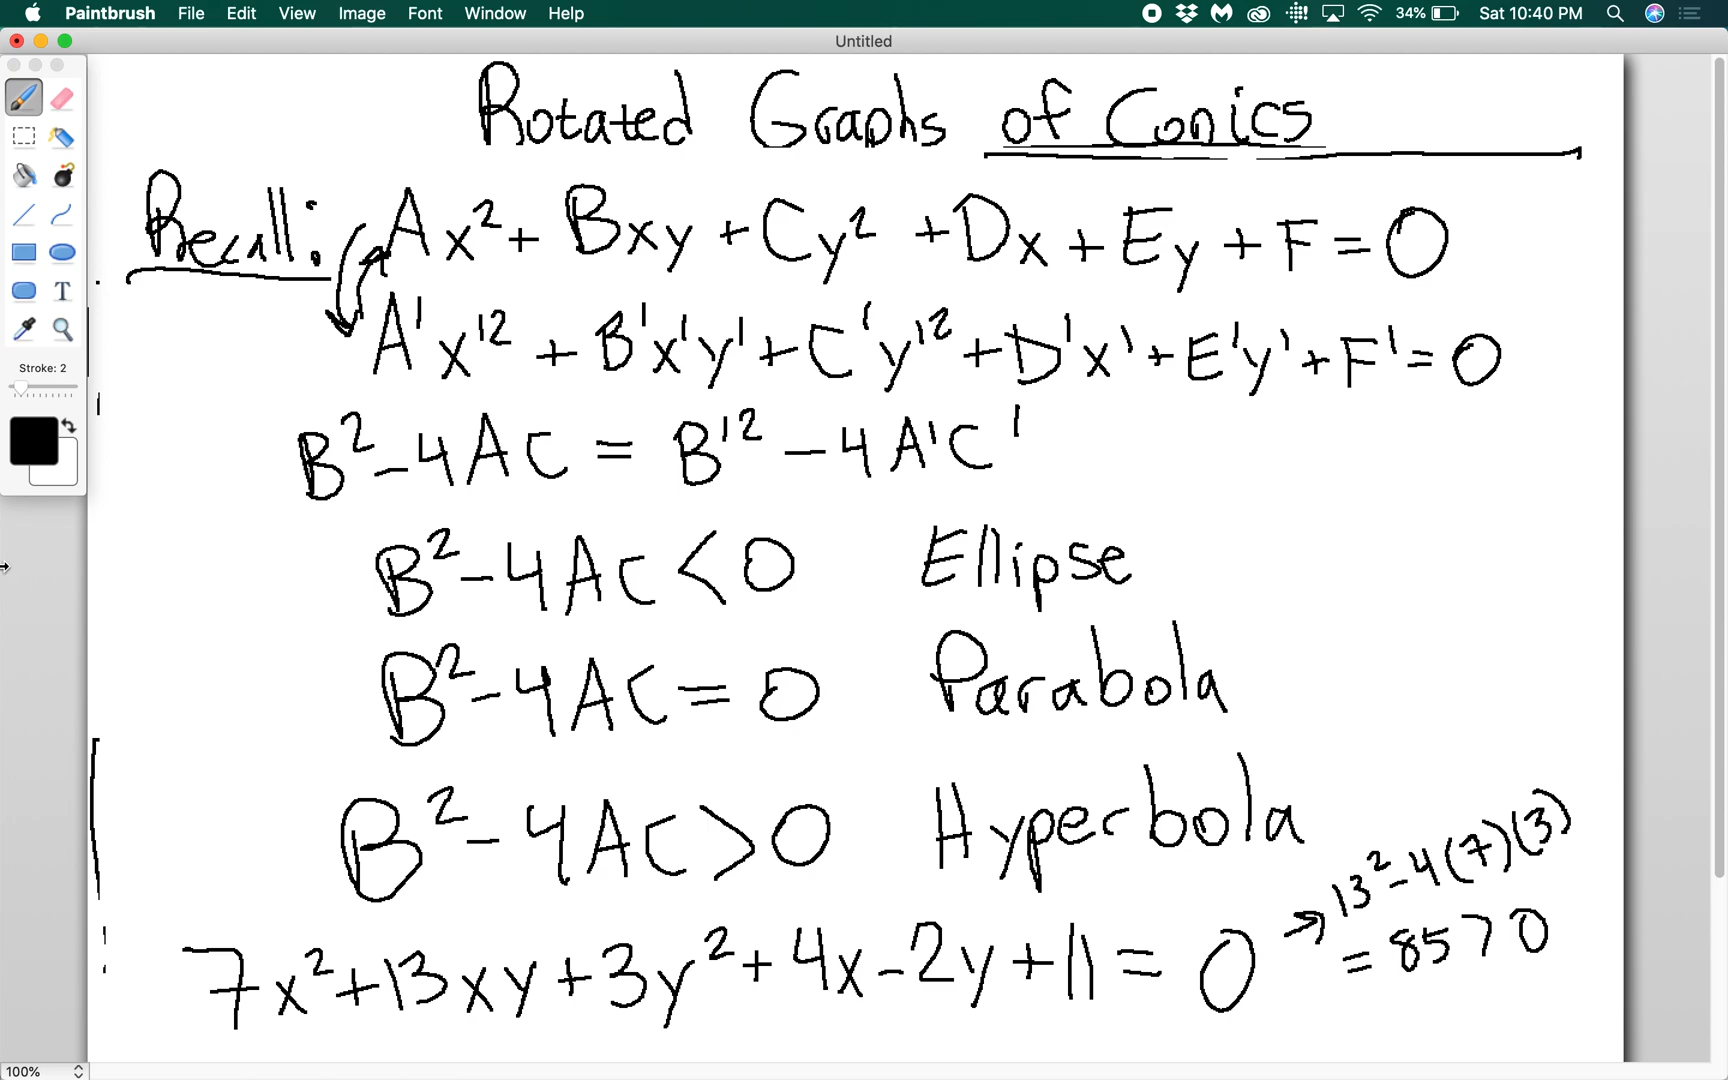 Paintbrush File Edit View Image Font Window Help 34% Sat 10:40 PM
Untitled
Rotated Graphs of Conics
Recall: Ax² + Bxy + Cy² + Dx + Ey + F = 0
A'x'² + B'x'y' + C'y'² + D'x' + E'y' + F' = 0
B² - 4AC = B'² - 4A'C'
B² - 4AC < 0 Ellipse
B² - 4AC = 0 Parabola
B² - 4AC > 0 Hyperbola
7x² + 13xy + 3y² + 4x - 2y + 11 = 0 → 13² - 4(7)(3)
= 85 > 0
T
Stroke: 2
100%